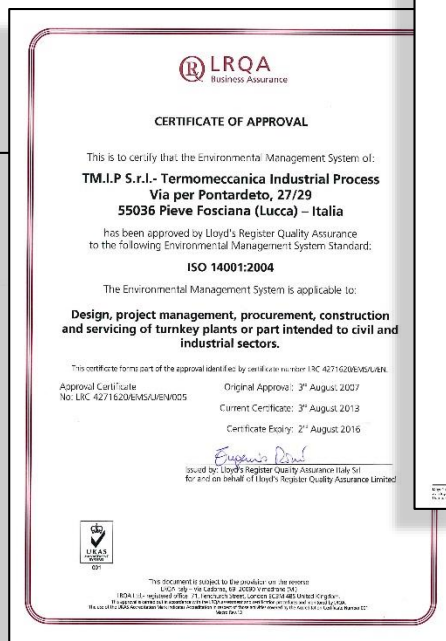 LRQA
Business Assurance
CERTIFICATE OF APPROVAL
This is to certify that the Environmental Management System of:
TM.I.P S.r.l.- Termomeccanica Industrial Process
Via per Pontardeto, 27/29
55036 Pieve Fosciana (Lucca) – Italia
has been approved by Lloyd's Register Quality Assurance
to the following Environmental Management System Standard:
ISO 14001:2004
The Environmental Management System is applicable to:
Design, project management, procurement, construction
and servicing of turnkey plants or part intended to civil and
industrial sectors.
This certificate forms part of the approval identified by certificate number LRC 4271620/EMS/U/EN.
Approval Certificate
No: LRC 4271620/EMS/U/EN/005
Original Approval: 3rd August 2007
Current Certificate: 3rd August 2013
Certificate Expiry: 2nd August 2016
Issued by: Lloyd's Register Quality Assurance Italy Srl
for and on behalf of Lloyd's Register Quality Assurance Limited
UKAS
001
This document is subject to the provision on the reverse